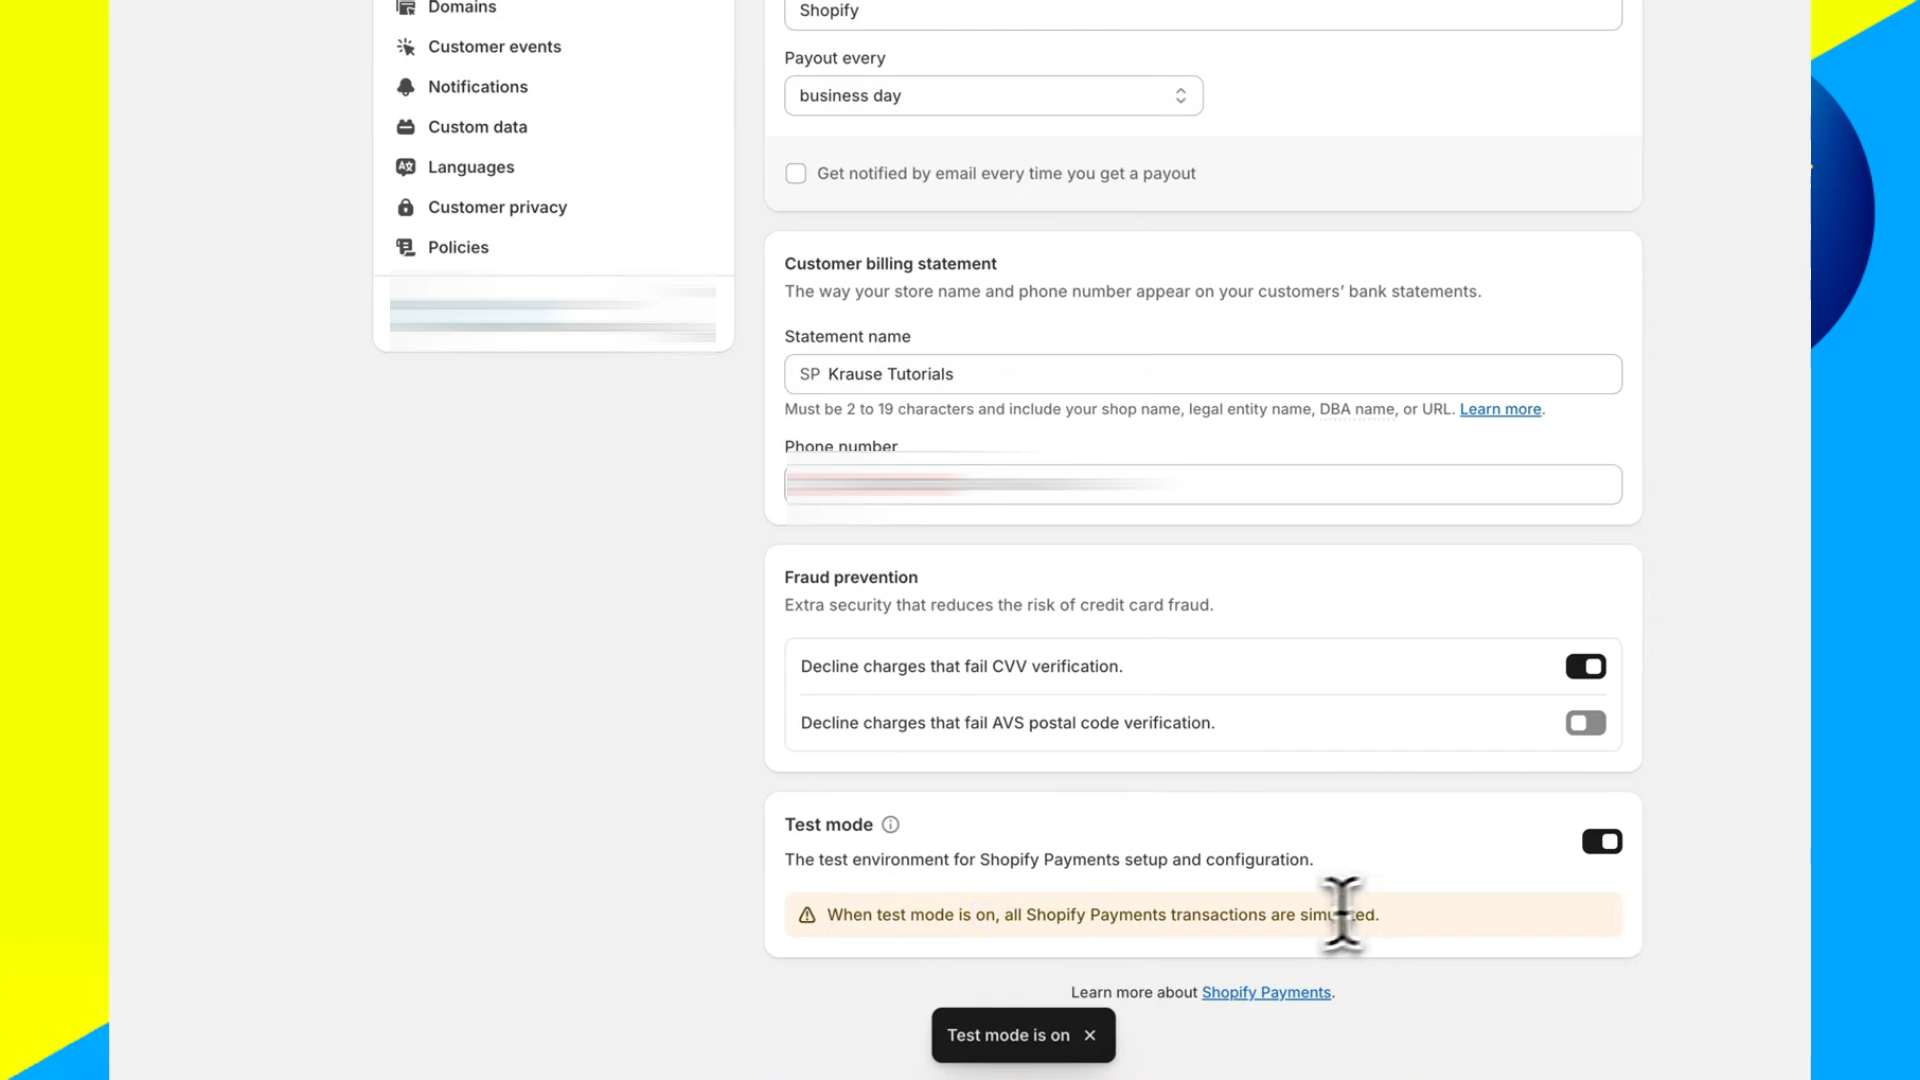 Domains
Customer events
Notifications
Custom data
Languages
Customer privacy
Policies
Shopify
Payout every
business day
Get notified by email every time you get a payout
Customer billing statement
The way your store name and phone number appear on your customers’ bank statements.
Statement name
SP Krause Tutorials
Must be 2 to 19 characters and include your shop name, legal entity name, DBA name, or URL. Learn more.
Phone number
Fraud prevention
Extra security that reduces the risk of credit card fraud.
Decline charges that fail CVV verification.
Decline charges that fail AVS postal code verification.
Test mode
The test environment for Shopify Payments setup and configuration.
When test mode is on, all Shopify Payments transactions are simulated.
Learn more about Shopify Payments.
Test mode is on